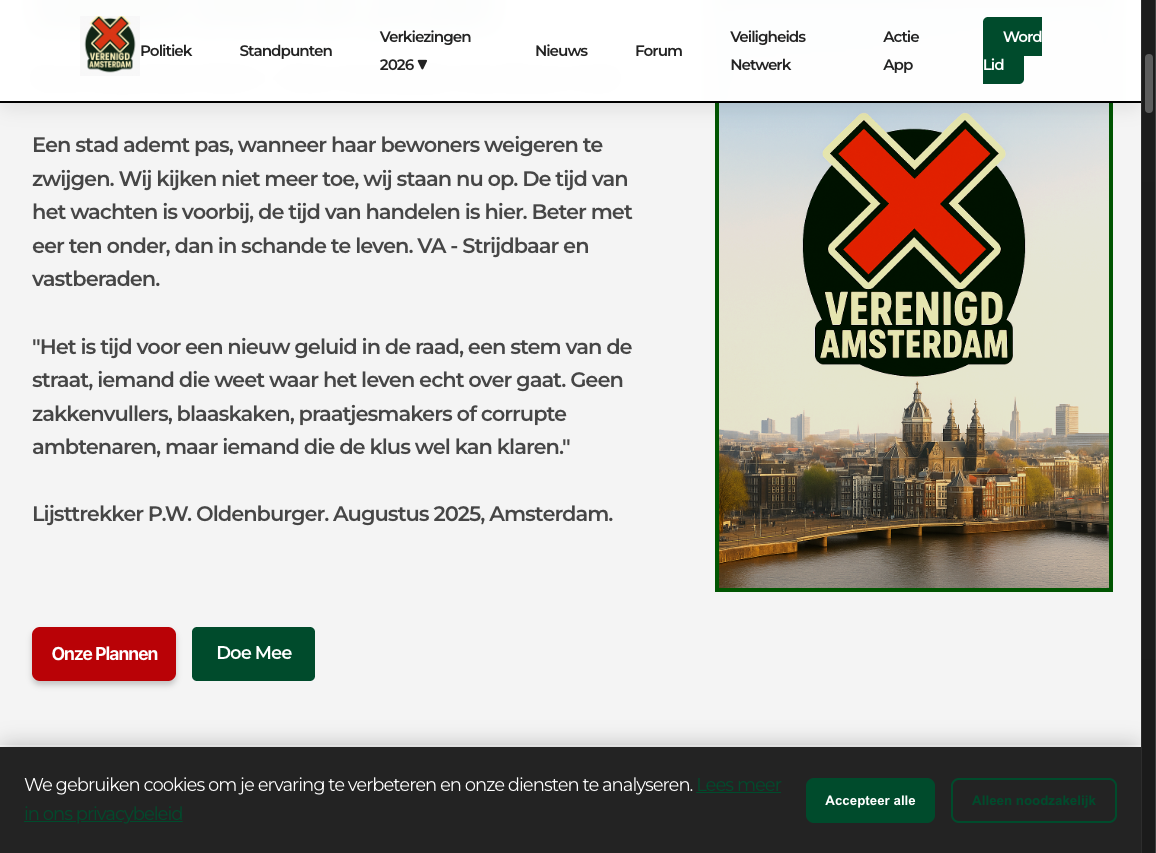 VERENIGD
AMSTERDAM
Politiek
Standpunten
Verkiezingen
2026 ▼
Nieuws
Forum
Veiligheids
Netwerk
Actie
App
Word
Lid
Een stad ademt pas, wanneer haar bewoners weigeren te
zwijgen. Wij kijken niet meer toe, wij staan nu op. De tijd van
het wachten is voorbij, de tijd van handelen is hier. Beter met
eer ten onder, dan in schande te leven. VA - Strijdbaar en
vastberaden.
"Het is tijd voor een nieuw geluid in de raad, een stem van de
straat, iemand die weet waar het leven echt over gaat. Geen
zakkenvullers, blaaskaken, praatjesmakers of corrupte
ambtenaren, maar iemand die de klus wel kan klaren."
Lijsttrekker P.W. Oldenburger. Augustus 2025, Amsterdam.
VERENIGD
AMSTERDAM
Onze Plannen
Doe Mee
We gebruiken cookies om je ervaring te verbeteren en onze diensten te analyseren. Lees meer
in ons privacybeleid
Accepteer alle
Alleen noodzakelijk